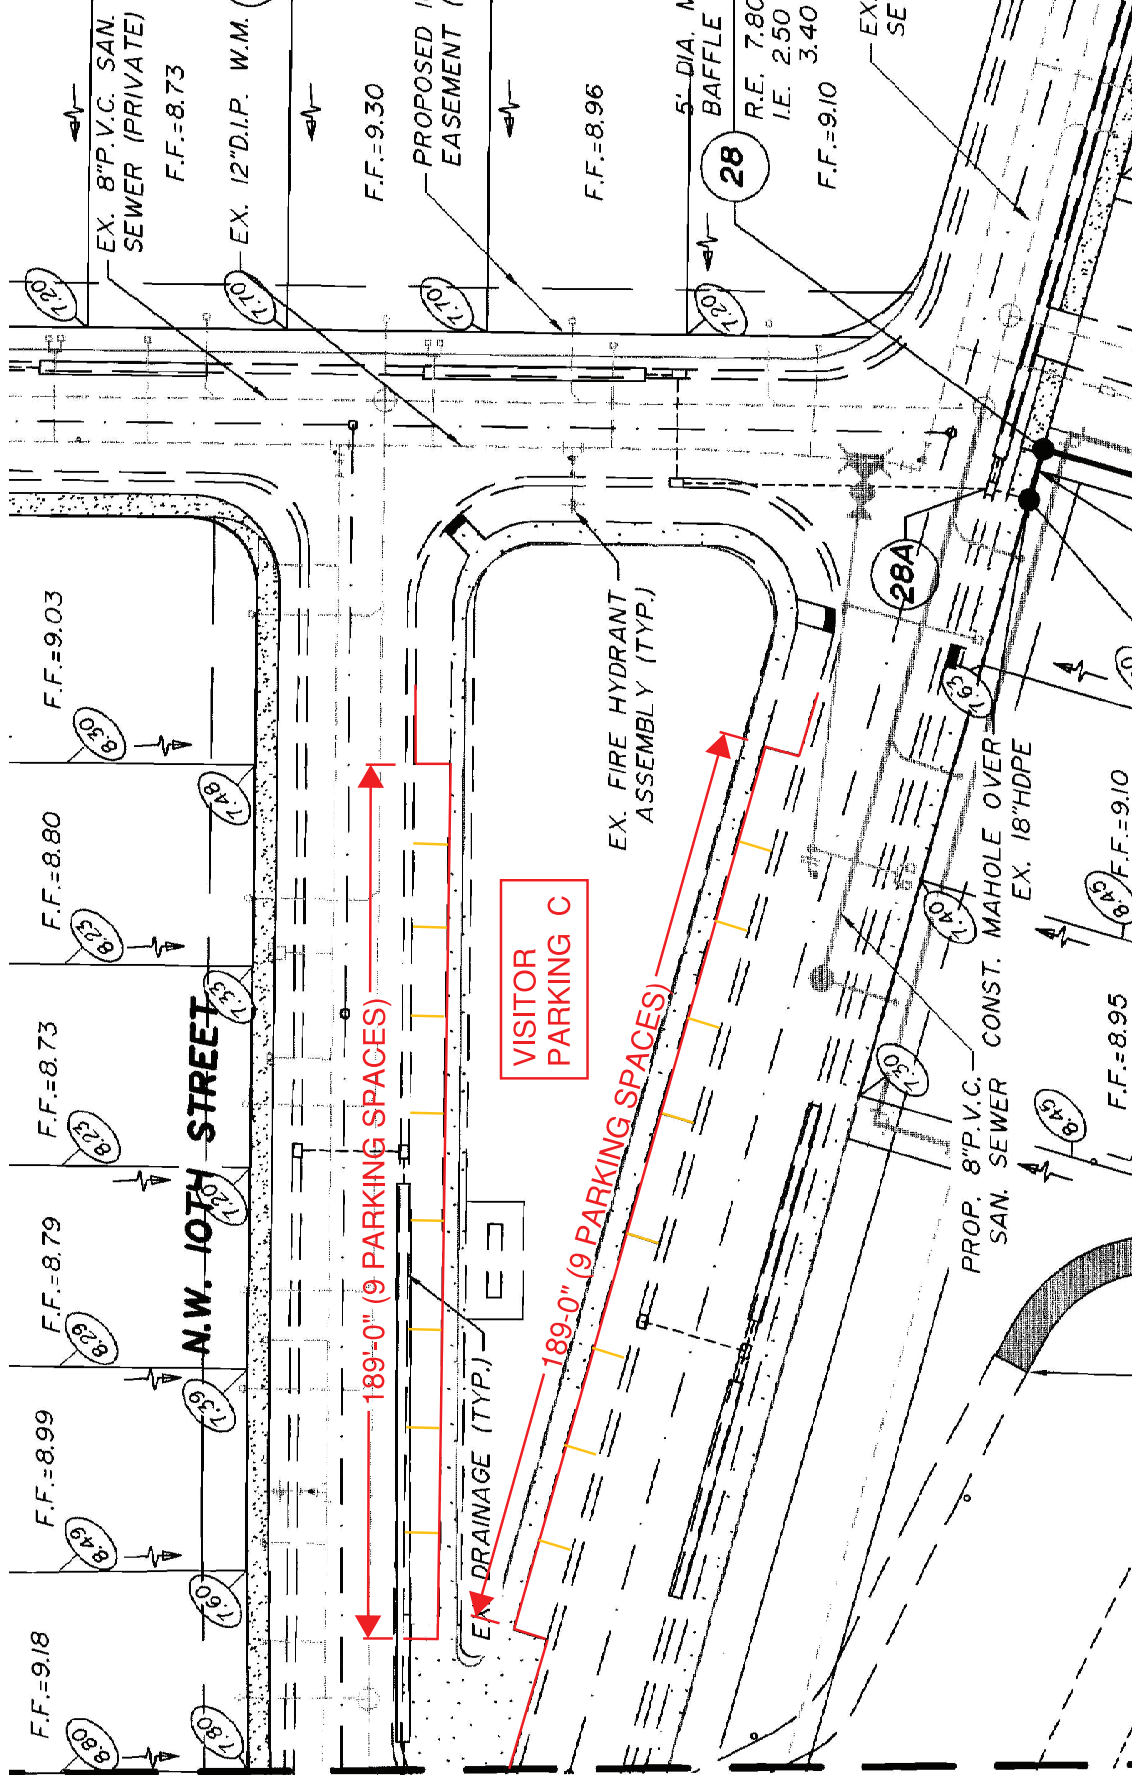 EX. 8"P.V.C. SAN.
SEWER (PRIVATE)
F.F.=8.73
EX. 12"D.I.P. W.M.
F.F.=9.30
PROPOSED
EASEMENT (
F.F.=8.96
5' DIA.
BAFFLE
28
R.E. 7.80
I.E. 2.50
3.40
F.F.=9.10
EX.
SE
7.20
7.70
7.70
7.20
F.F.=9.03
8.30
F.F.=8.80
7.48
8.23
F.F.=8.73
7.33
8.23
N.W. 10TH STREET
7.20
F.F.=8.79
8.29
7.39
F.F.=8.99
8.49
7.60
F.F.=9.18
8.80
7.80
189'-0" (9 PARKING SPACES)
VISITOR
PARKING C
189-0" (9 PARKING SPACES)
EX. FIRE HYDRANT
ASSEMBLY (TYP.)
EX. DRAINAGE (TYP.)
28A
7.63
CONST. MAHOLE OVER
EX. 18"HDPE
7.40
PROP. 8"P.V.C.
SAN. SEWER
7.30
8.45
F.F.=9.10
8.45
F.F.=8.95